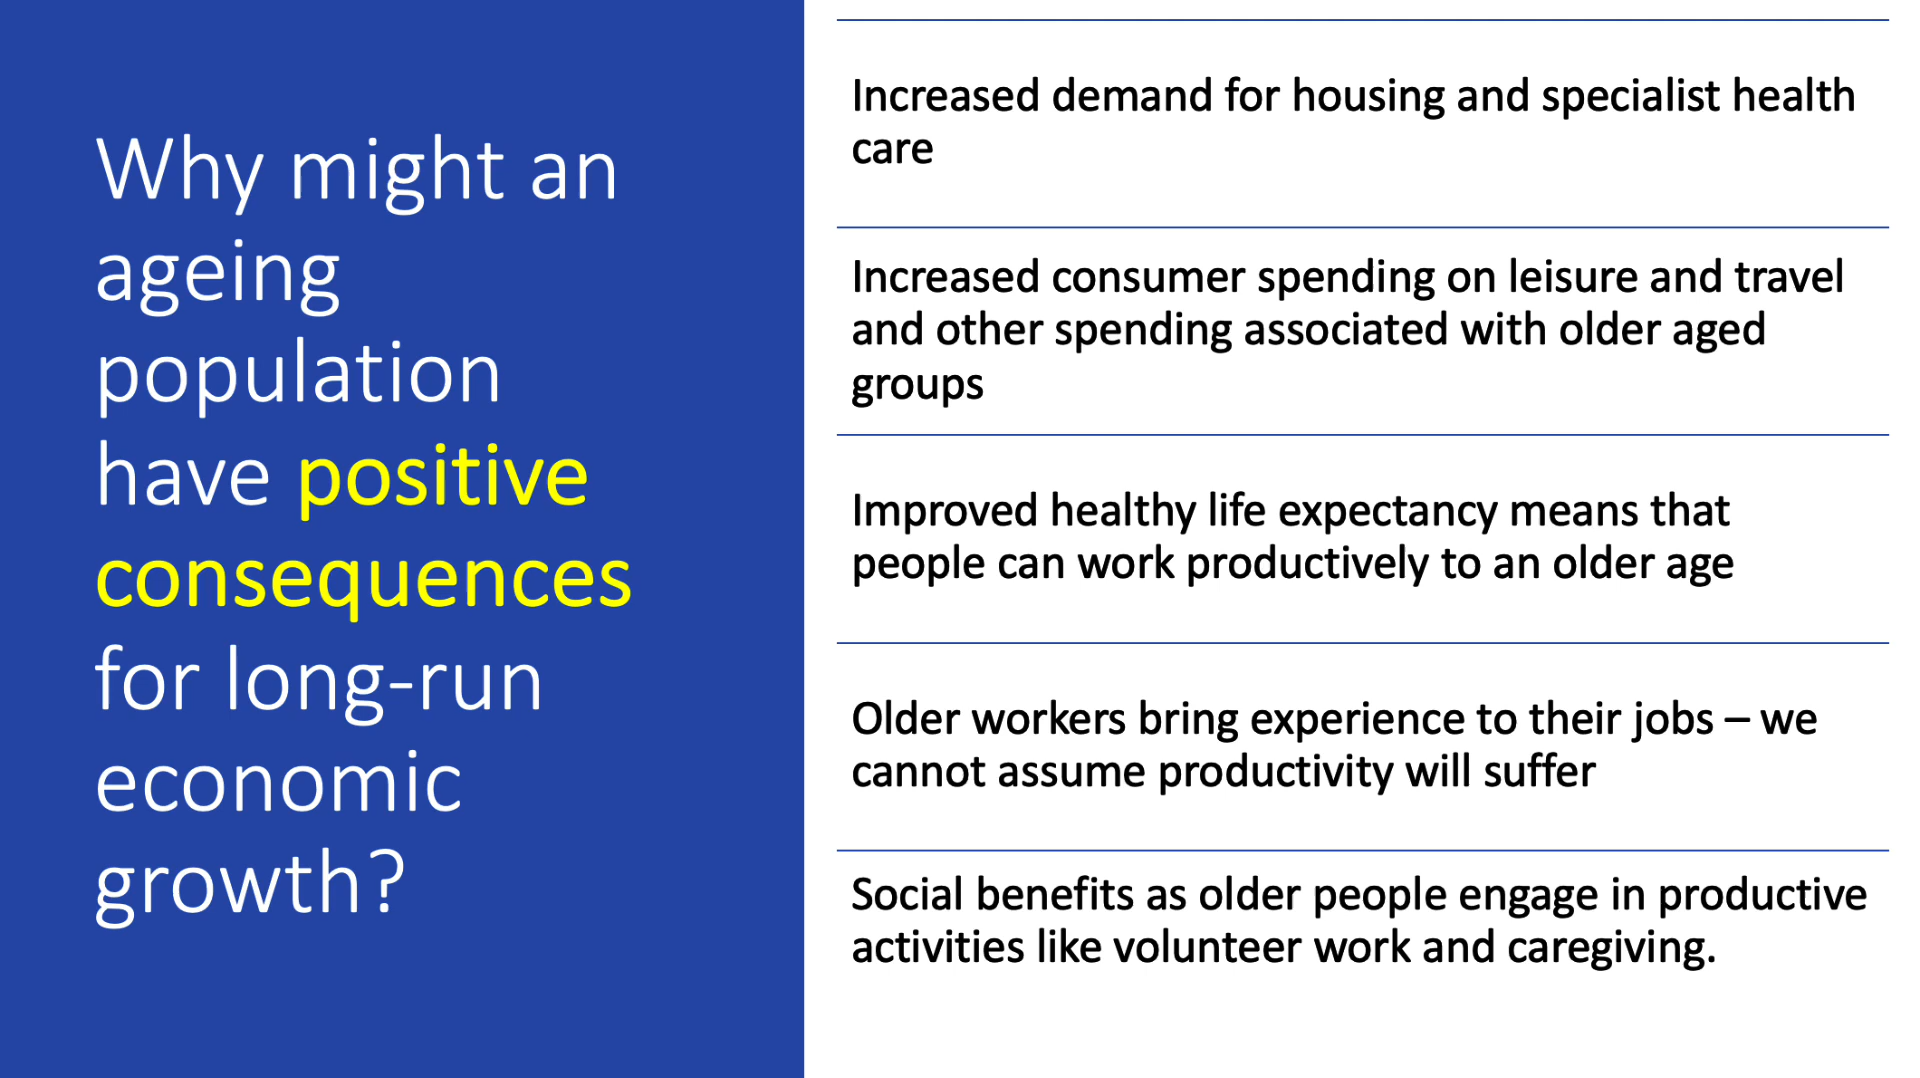 Why might an
ageing
population
have positive
consequences
for long-run
economic
growth?
Increased demand for housing and specialist health
care
Increased consumer spending on leisure and travel
and other spending associated with older aged
groups
Improved healthy life expectancy means that
people can work productively to an older age
Older workers bring experience to their jobs – we
cannot assume productivity will suffer
Social benefits as older people engage in productive
activities like volunteer work and caregiving.